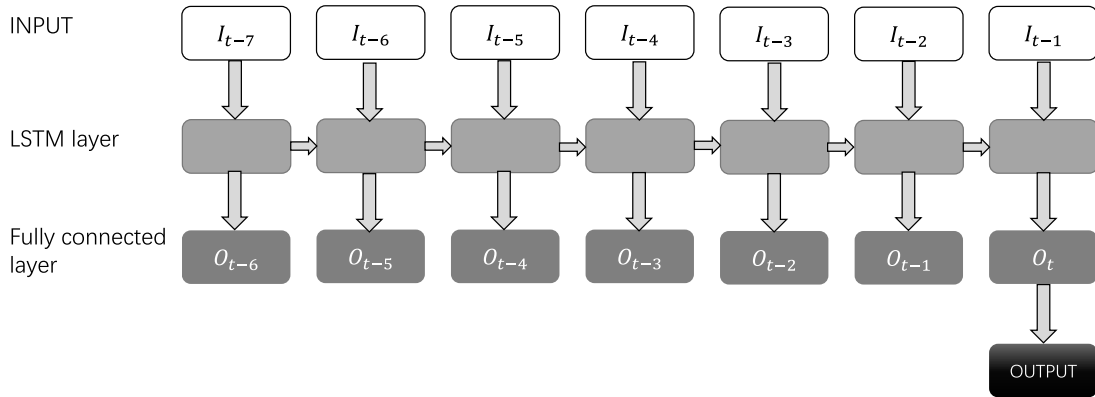 INPUT
I_{t−7} I_{t−6} I_{t−5} I_{t−4} I_{t−3} I_{t−2} I_{t−1}
LSTM layer
Fully connected
layer
O_{t−6} O_{t−5} O_{t−4} O_{t−3} O_{t−2} O_{t−1} O_t
OUTPUT